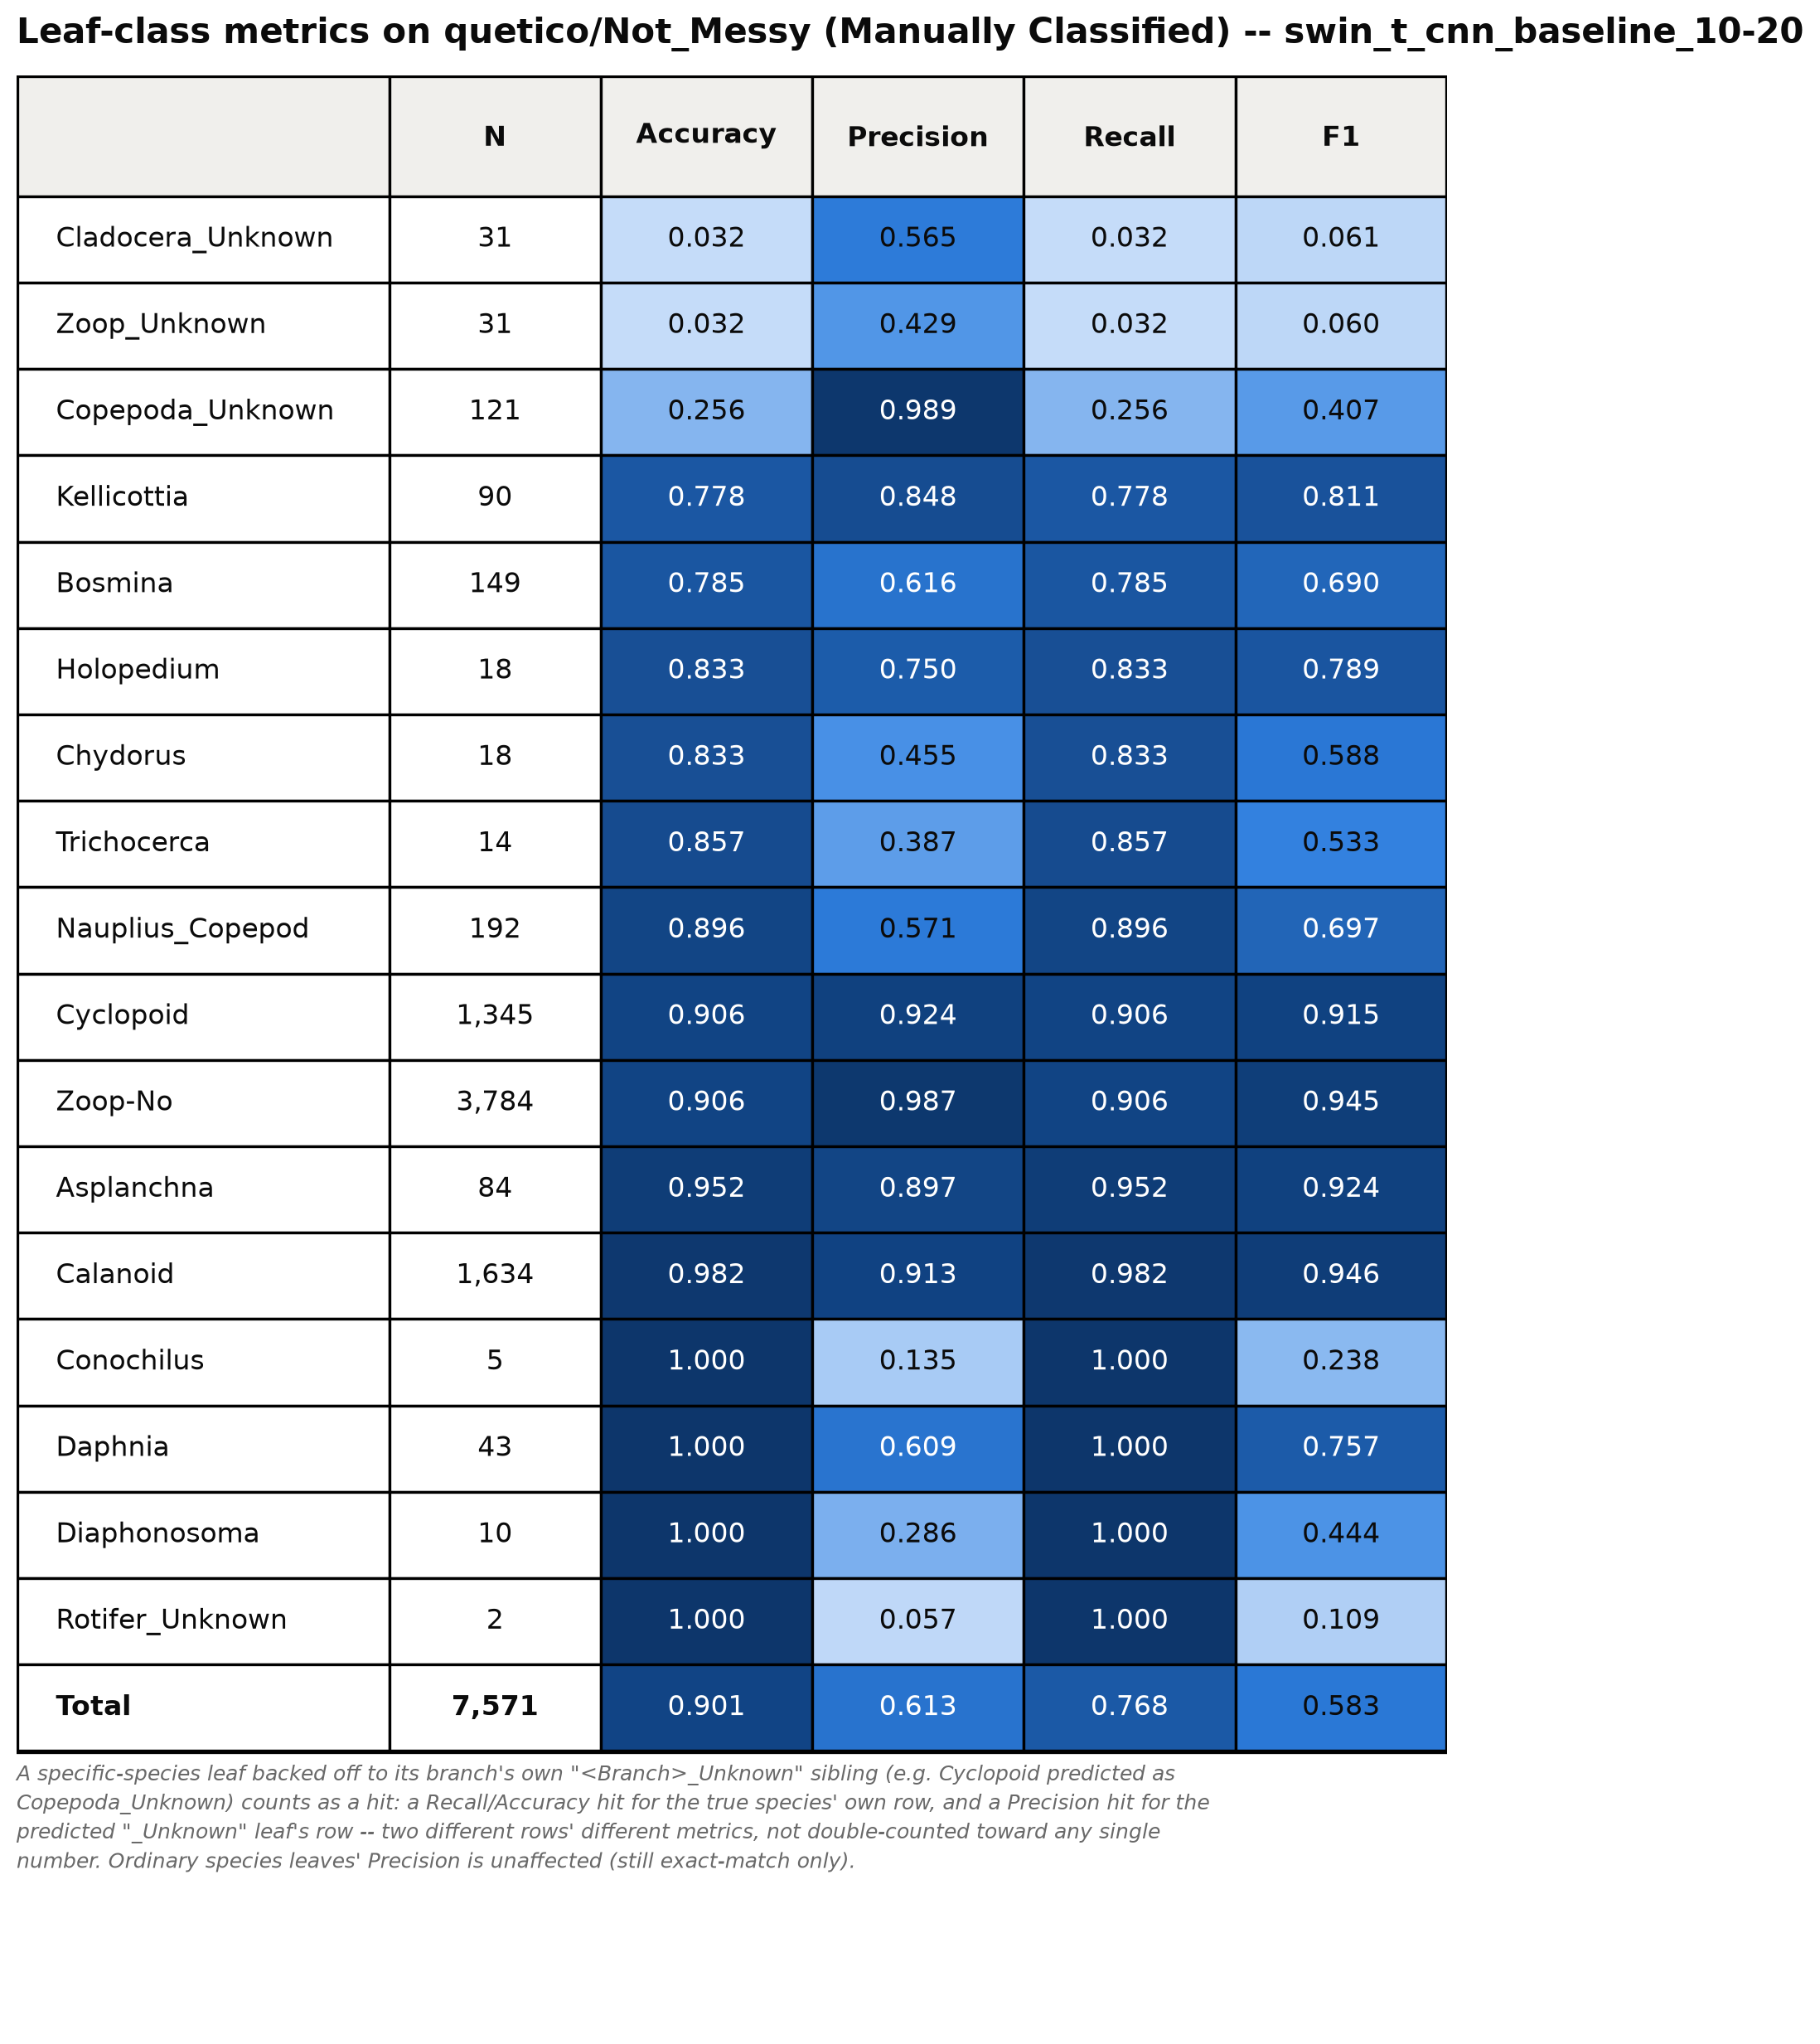 Leaf-class metrics on quetico/Not_Messy (Manually Classified) -- swin_t_cnn_baseline_10-20
N Accuracy Precision Recall F1
Cladocera_Unknown 31 0.032 0.565 0.032 0.061
Zoop_Unknown 31 0.032 0.429 0.032 0.060
Copepoda_Unknown 121 0.256 0.989 0.256 0.407
Kellicottia 90 0.778 0.848 0.778 0.811
Bosmina 149 0.785 0.616 0.785 0.690
Holopedium 18 0.833 0.750 0.833 0.789
Chydorus 18 0.833 0.455 0.833 0.588
Trichocerca 14 0.857 0.387 0.857 0.533
Nauplius_Copepod 192 0.896 0.571 0.896 0.697
Cyclopoid 1,345 0.906 0.924 0.906 0.915
Zoop-No 3,784 0.906 0.987 0.906 0.945
Asplanchna 84 0.952 0.897 0.952 0.924
Calanoid 1,634 0.982 0.913 0.982 0.946
Conochilus 5 1.000 0.135 1.000 0.238
Daphnia 43 1.000 0.609 1.000 0.757
Diaphonosoma 10 1.000 0.286 1.000 0.444
Rotifer_Unknown 2 1.000 0.057 1.000 0.109
Total 7,571 0.901 0.613 0.768 0.583
A specific-species leaf backed off to its branch's own "<Branch>_Unknown" sibling (e.g. Cyclopoid predicted as
Copepoda_Unknown) counts as a hit: a Recall/Accuracy hit for the true species' own row, and a Precision hit for the
predicted "_Unknown" leaf's row -- two different rows' different metrics, not double-counted toward any single
number. Ordinary species leaves' Precision is unaffected (still exact-match only).